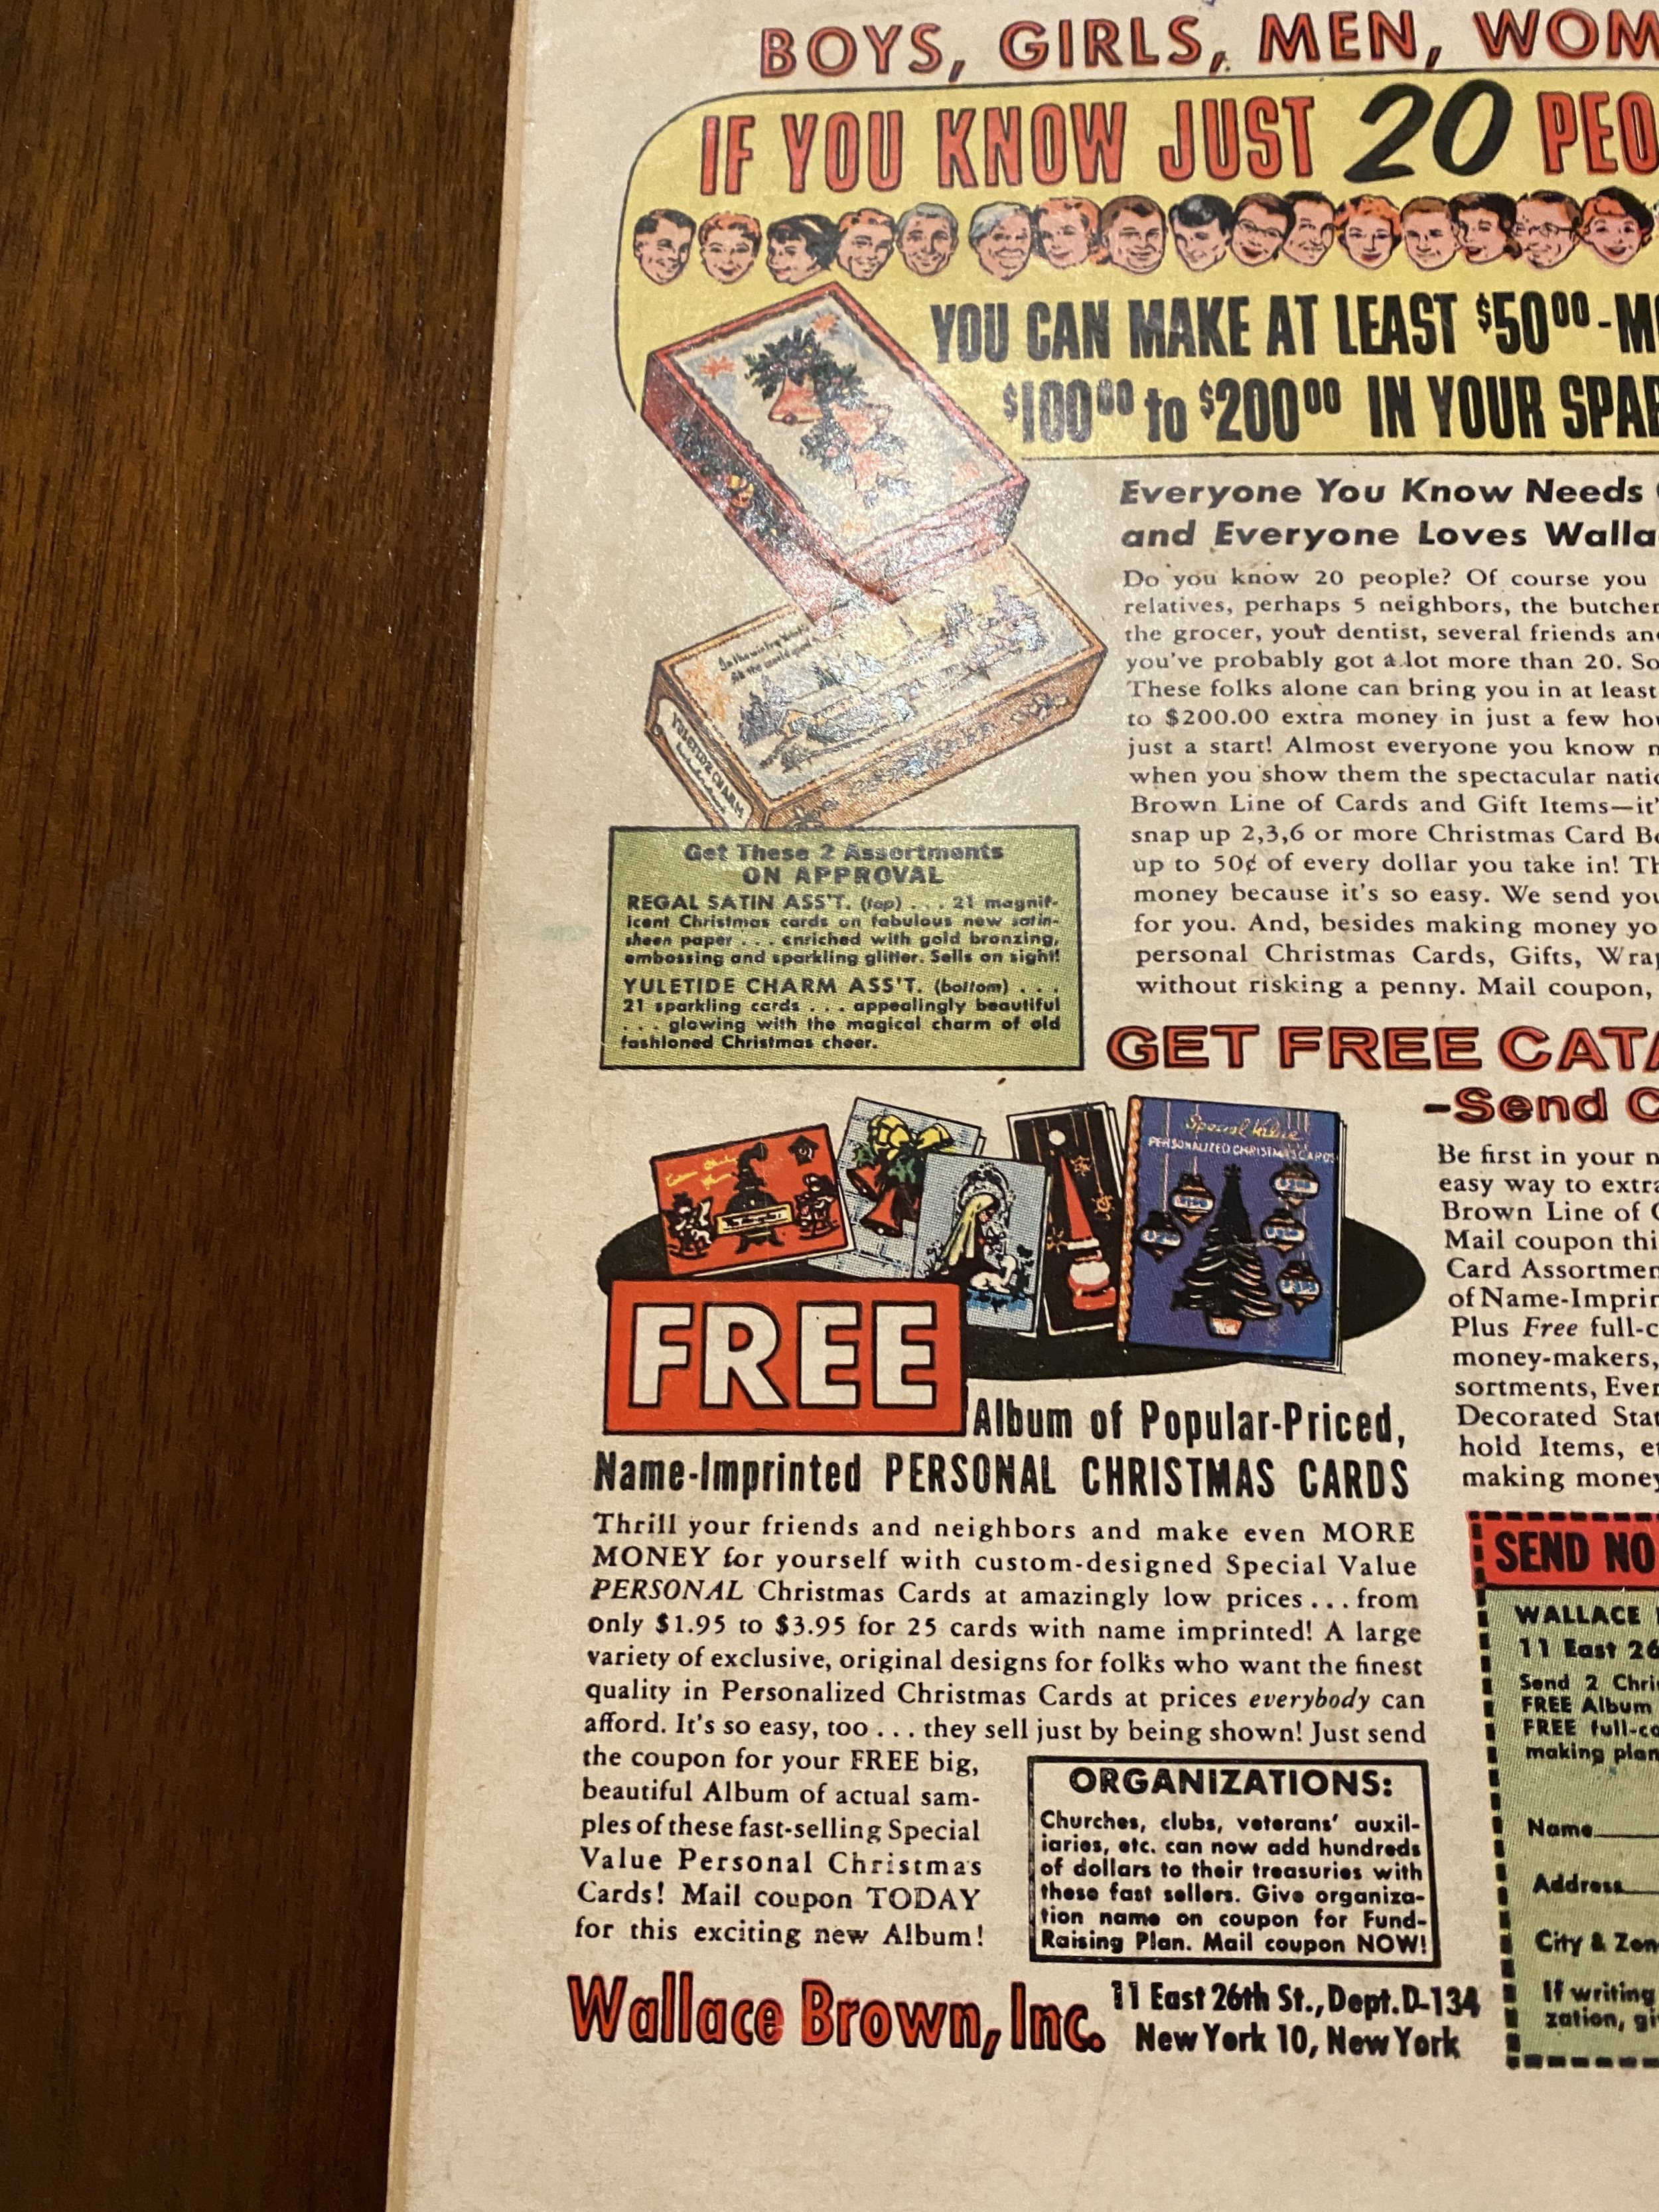 BOYS, GIRLS, MEN, WOM
IF YOU KNOW JUST 20 PEO
YOU CAN MAKE AT LEAST $50.00 - MO
$100.00 to $200.00 IN YOUR SPAR
Everyone You Know Needs
and Everyone Loves Walla
Do you know 20 people? Of course you
relatives, perhaps 5 neighbors, the butcher
the grocer, your dentist, several friends and
you've probably got a lot more than 20. So
These folks alone can bring you in at least
to $200.00 extra money in just a few hou
just a start! Almost everyone you know n
when you show them the spectacular natio
Brown Line of Cards and Gift Items—it'
snap up 2,3,6 or more Christmas Card Bo
up to 50¢ of every dollar you take in! Th
money because it's so easy. We send you
for you. And, besides making money yo
personal Christmas Cards, Gifts, Wrap
without risking a penny. Mail coupon,
YULETIDE CHARM
Get These 2 Assortments
ON APPROVAL
REGAL SATIN ASS'T. (top) . . . 21 magnif-
icent Christmas cards on fabulous new satin-
sheen paper . . . enriched with gold bronzing,
embossing and sparkling glitter. Sells on sight!
YULETIDE CHARM ASS'T. (bottom) . . .
21 sparkling cards . . . appealingly beautiful
. . . glowing with the magical charm of old
fashioned Christmas cheer.
GET FREE CATA
–Send C
Be first in your n
easy way to extra
Brown Line of C
Mail coupon thi
Card Assortmen
of Name-Imprin
Plus Free full-c
money-makers,
sortments, Ever
Decorated Stat
hold Items, et
making money
Special Value
PERSONALIZED CHRISTMAS CARDS
FREE
Album of Popular-Priced,
Name-Imprinted PERSONAL CHRISTMAS CARDS
Thrill your friends and neighbors and make even MORE
MONEY for yourself with custom-designed Special Value
PERSONAL Christmas Cards at amazingly low prices . . . from
only $1.95 to $3.95 for 25 cards with name imprinted! A large
variety of exclusive, original designs for folks who want the finest
quality in Personalized Christmas Cards at prices everybody can
afford. It's so easy, too . . . they sell just by being shown! Just send
the coupon for your FREE big,
beautiful Album of actual sam-
ples of these fast-selling Special
Value Personal Christmas
Cards! Mail coupon TODAY
for this exciting new Album!
ORGANIZATIONS:
Churches, clubs, veterans' auxil-
iaries, etc. can now add hundreds
of dollars to their treasuries with
these fast sellers. Give organiza-
tion name on coupon for Fund-
Raising Plan. Mail coupon NOW!
SEND NO
WALLACE
11 East 26
Send 2 Chri
FREE Album
FREE full-co
making plan
Name
Address
City & Zon
If writing
zation, gi
Wallace Brown, Inc.
11 East 26th St., Dept. D-134
New York 10, New York